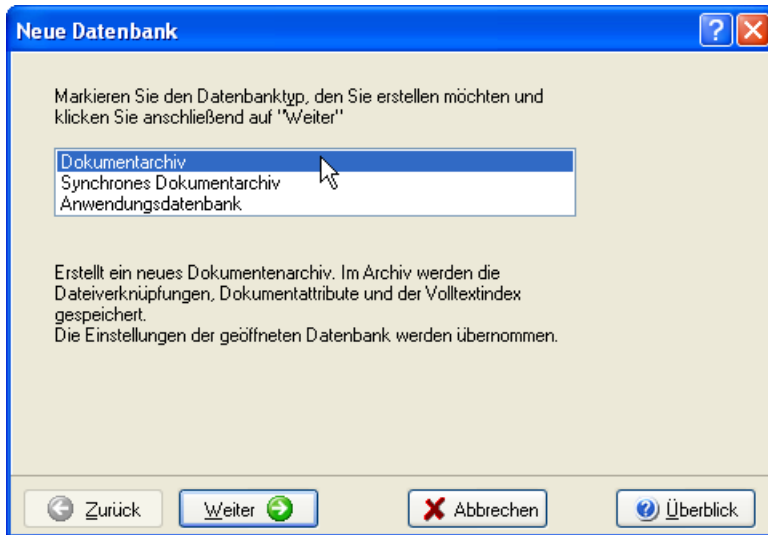 Neue Datenbank
Markieren Sie den Datenbanktyp, den Sie erstellen möchten und
klicken Sie anschließend auf "Weiter"
Dokumentarchiv
Synchrones Dokumentarchiv
Anwendungsdatenbank
Erstellt ein neues Dokumentenarchiv. Im Archiv werden die
Dateiverknüpfungen, Dokumentattribute und der Volltextindex
gespeichert.
Die Einstellungen der geöffneten Datenbank werden übernommen.
Zurück Weiter Abbrechen Überblick